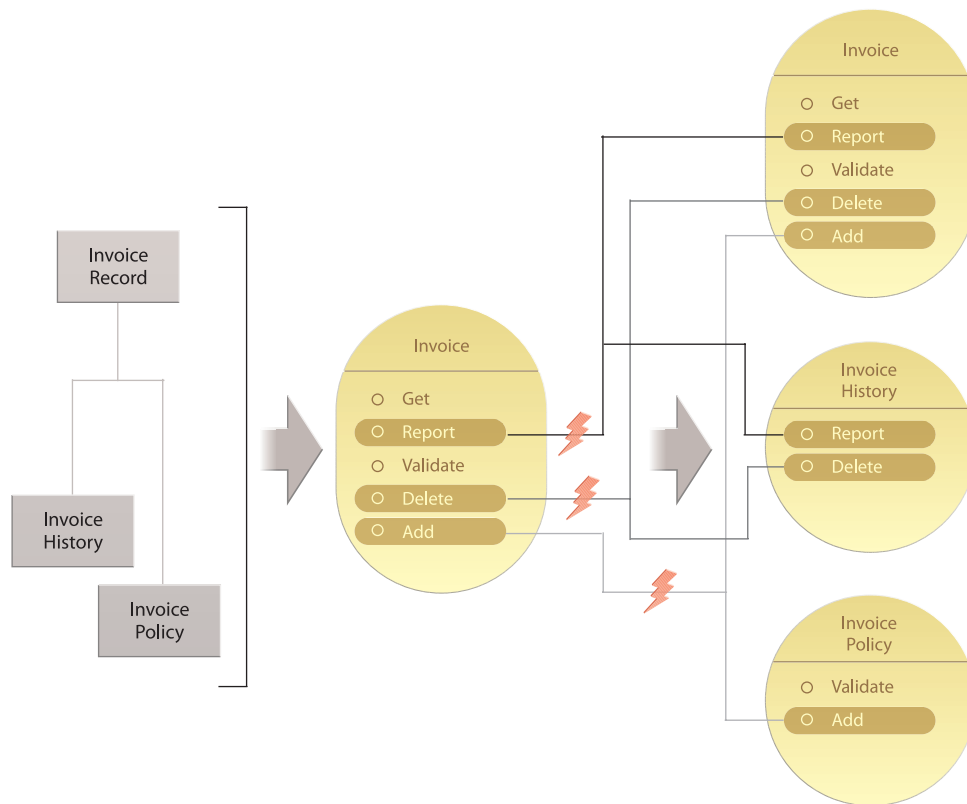 Invoice
Record
Invoice
History
Invoice
Policy
Invoice
Get
Report
Validate
Delete
Add
Invoice
Get
Report
Validate
Delete
Add
Invoice
History
Report
Delete
Invoice
Policy
Validate
Add